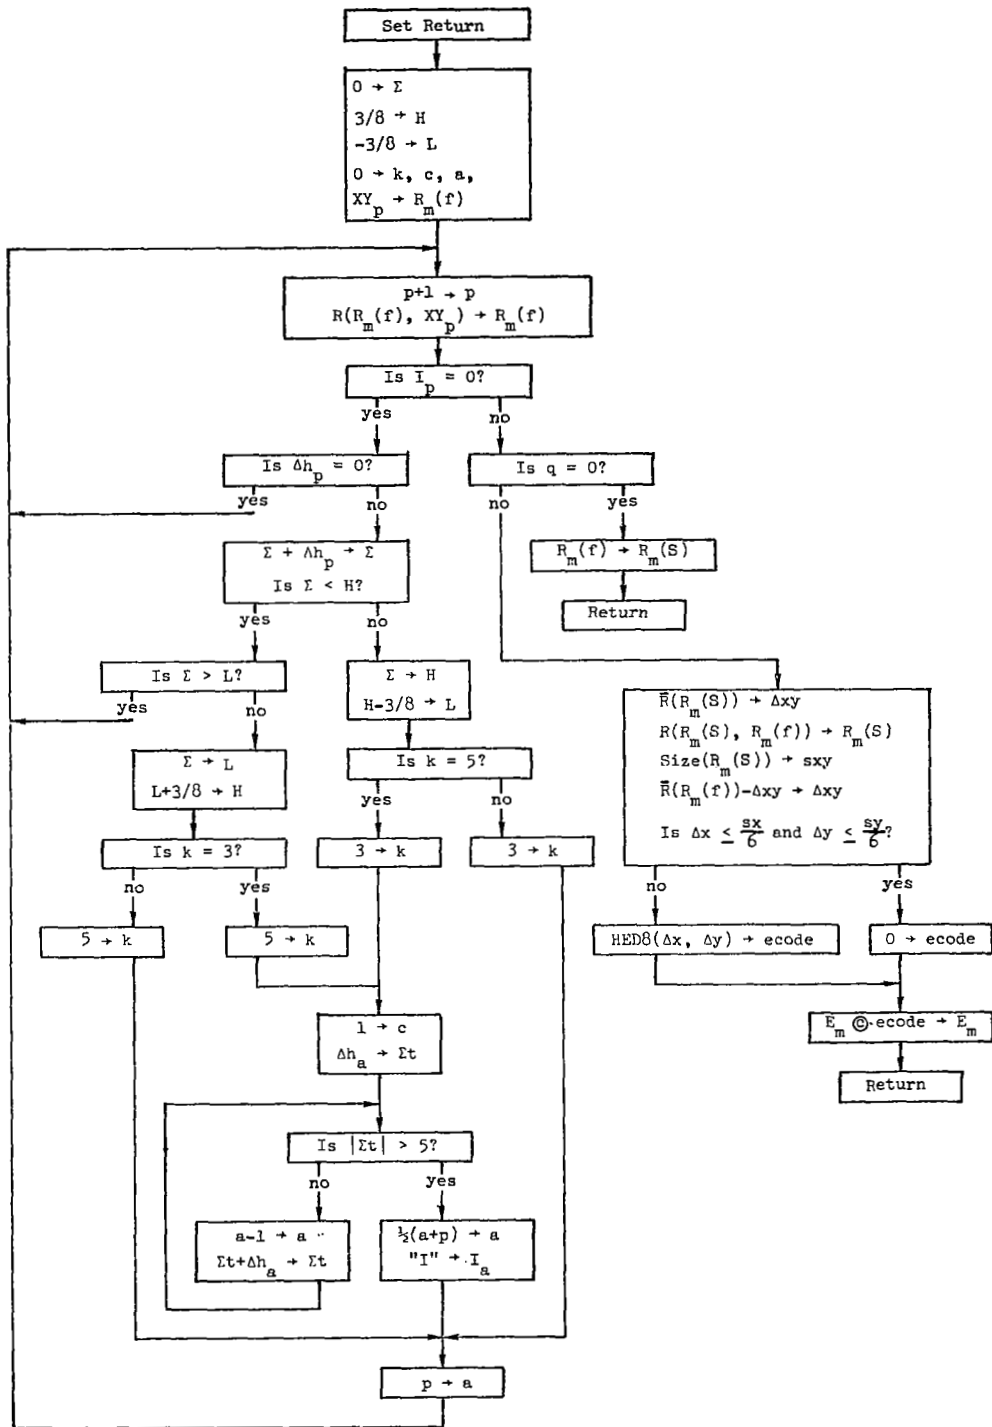 Set Return
0 → Σ
3/8 → H
-3/8 → L
0 → k, c, a,
XY_p → R_m(f)
p+1 → p
R(R_m(f), XY_p) → R_m(f)
Is I_p = 0?
yes
no
Is Δh_p = 0?
Is q = 0?
yes
no
no
yes
Σ + Δh_p → Σ
Is Σ < H?
R_m(f) → R_m(S)
Return
yes
no
Is Σ > L?
yes
no
Σ → H
H-3/8 → L
R̄(R_m(S)) → Δxy
R(R_m(S), R_m(f)) → R_m(S)
Size(R_m(S)) → sxy
R̄(R_m(f))-Δxy → Δxy
Is Δx ≤ sx/6 and Δy ≤ sy/6?
Σ → L
L+3/8 → H
Is k = 5?
yes
no
Is k = 3?
3 → k
3 → k
no
yes
no
yes
5 → k
5 → k
HED8(Δx, Δy) → ecode
0 → ecode
1 → c
Δh_a → Σt
E_m ©·ecode → E_m
Return
Is |Σt| > 5?
no
yes
a-1 → a
Σt+Δh_a → Σt
½(a+p) → a
"I" → I_a
p → a